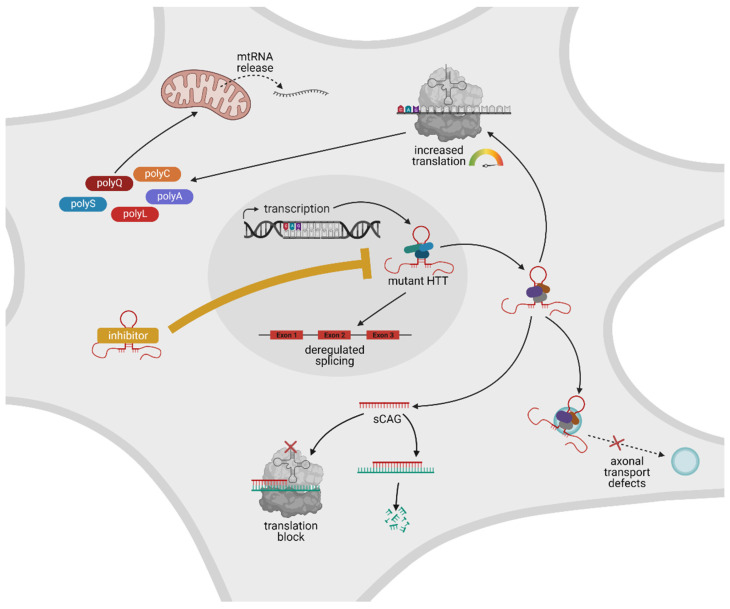 mtRNA
release
C A G
increased
translation
polyQ
polyC
polyS
polyA
polyL
transcription
C A G
mutant HTT
inhibitor
Exon 1
Exon 2
Exon 3
deregulated
splicing
sCAG
translation
block
axonal
transport
defects